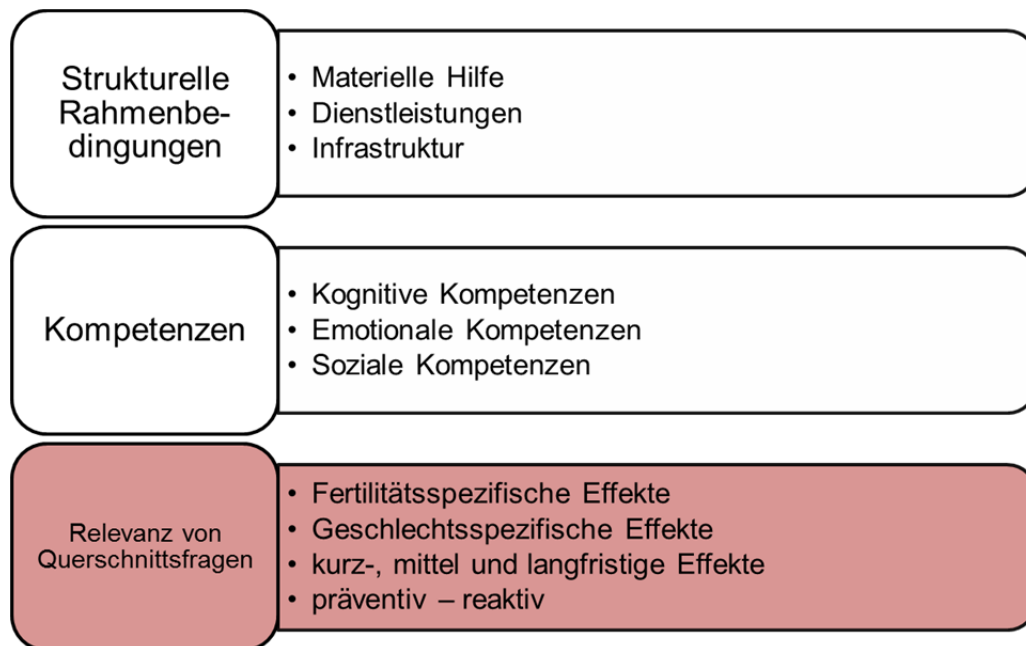 Strukturelle
Rahmenbe-
dingungen
• Materielle Hilfe
• Dienstleistungen
• Infrastruktur
Kompetenzen
• Kognitive Kompetenzen
• Emotionale Kompetenzen
• Soziale Kompetenzen
Relevanz von
Querschnittsfragen
• Fertilitätsspezifische Effekte
• Geschlechtsspezifische Effekte
• kurz-, mittel und langfristige Effekte
• präventiv – reaktiv